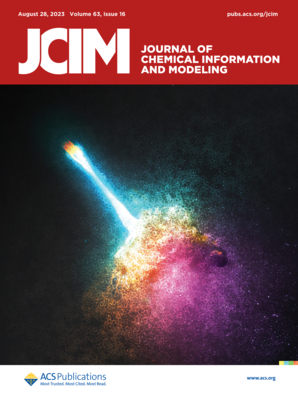 August 28, 2023 Volume 63, Issue 16
pubs.acs.org/jcim
JCIM
JOURNAL OF
CHEMICAL INFORMATION
AND MODELING
ACS Publications
Most Trusted. Most Cited. Most Read.
www.acs.org